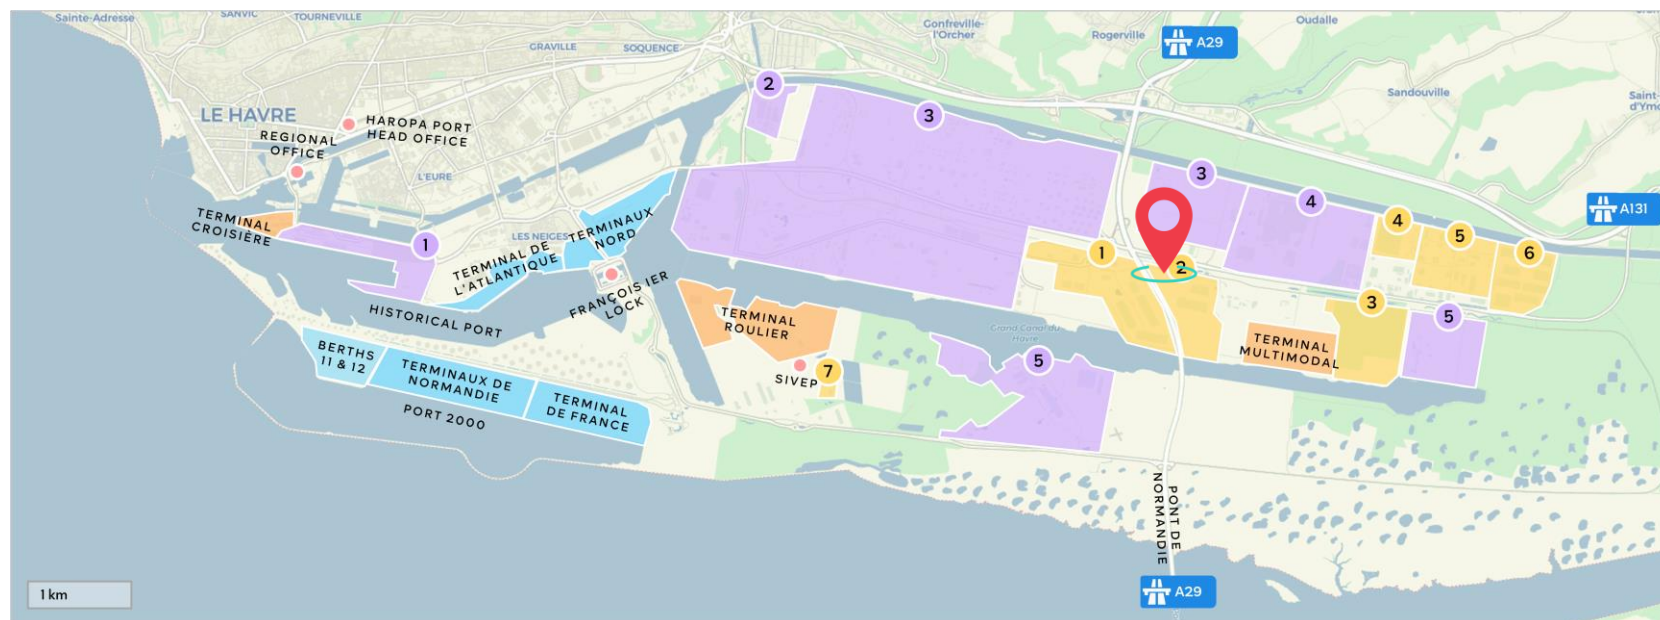 Sainte-Adresse
SANVIC
TOURNEVILLE
GRAVILLE
SOQUENCE
Gonfreville-
l'Orcher
Rogerville
A29
Oudalle
Sandouville
Saint-
d'Ymo
A131
LE HAVRE
HAROPA PORT
HEAD OFFICE
REGIONAL
OFFICE
L'EURE
2
3
3
4
4
5
6
TERMINAL
CROISIÈRE
1
LES NEIGES
TERMINAUX
NORD
TERMINAL DE
L'ATLANTIQUE
FRANÇOIS IER
LOCK
HISTORICAL PORT
1
2
3
5
TERMINAL
ROULIER
Grand Canal du
Havre
TERMINAL
MULTIMODAL
BERTHS
11 & 12
TERMINAUX DE
NORMANDIE
TERMINAL
DE FRANCE
PORT 2000
SIVEP
7
5
PONT DE
NORMANDIE
A29
1 km